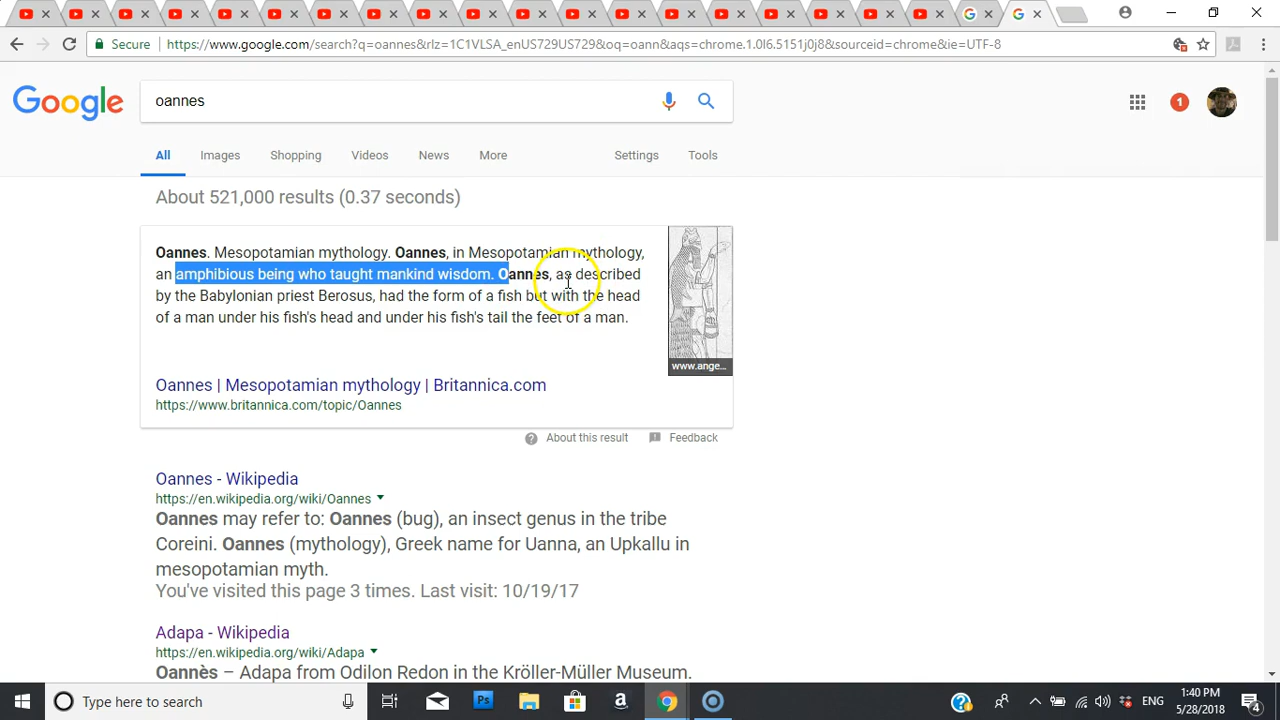 Secure
https://www.google.com/search?q=oannes&rlz=1C1VLSA_enUS729US729&oq=oann&aqs=chrome.1.0l6.5151j0j8&sourceid=chrome&ie=UTF-8
Google
oannes
1
All Images Shopping Videos News More Settings Tools
About 521,000 results (0.37 seconds)
Oannes. Mesopotamian mythology. Oannes, in Mesopotamian mythology,
an amphibious being who taught mankind wisdom. Oannes, as described
by the Babylonian priest Berosus, had the form of a fish but with the head
of a man under his fish's head and under his fish's tail the feet of a man.
www.ange...
Oannes | Mesopotamian mythology | Britannica.com
https://www.britannica.com/topic/Oannes
About this result Feedback
Oannes - Wikipedia
https://en.wikipedia.org/wiki/Oannes
Oannes may refer to: Oannes (bug), an insect genus in the tribe
Coreini. Oannes (mythology), Greek name for Uanna, an Upkallu in
mesopotamian myth.
You've visited this page 3 times. Last visit: 10/19/17
Adapa - Wikipedia
https://en.wikipedia.org/wiki/Adapa
Oannès – Adapa from Odilon Redon in the Kröller-Müller Museum.
Type here to search
Ps
a
ENG
1:40 PM
5/28/2018
4